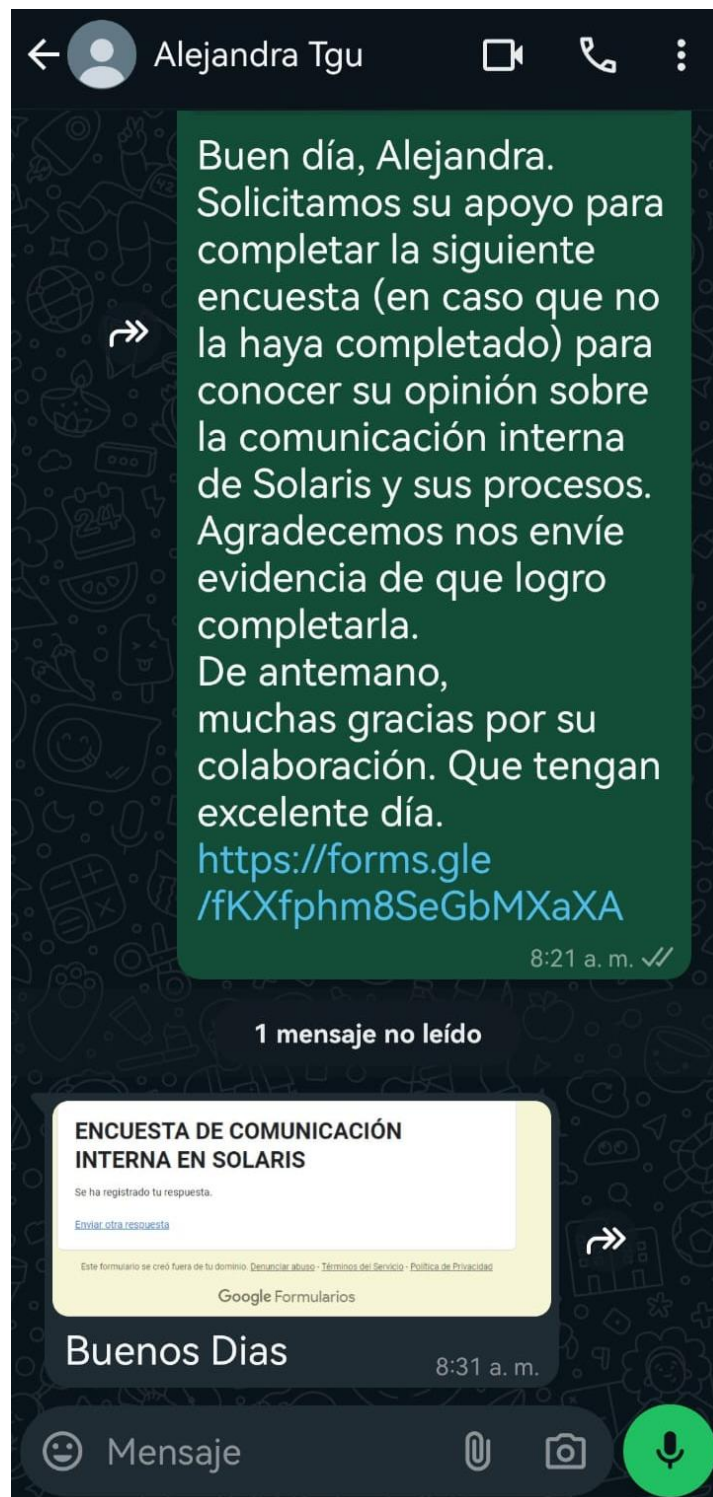 Alejandra Tgu
Buen día, Alejandra.
Solicitamos su apoyo para
completar la siguiente
encuesta (en caso que no
la haya completado) para
conocer su opinión sobre
la comunicación interna
de Solaris y sus procesos.
Agradecemos nos envíe
evidencia de que logro
completarla.
De antemano,
muchas gracias por su
colaboración. Que tengan
excelente día.
https://forms.gle
/fKXfphm8SeGbMXaXA
8:21 a. m.
1 mensaje no leído
ENCUESTA DE COMUNICACIÓN
INTERNA EN SOLARIS
Se ha registrado tu respuesta.
Enviar otra respuesta
Este formulario se creó fuera de tu dominio. Denunciar abuso - Términos del Servicio - Política de Privacidad
Google Formularios
Buenos Dias
8:31 a. m.
Mensaje